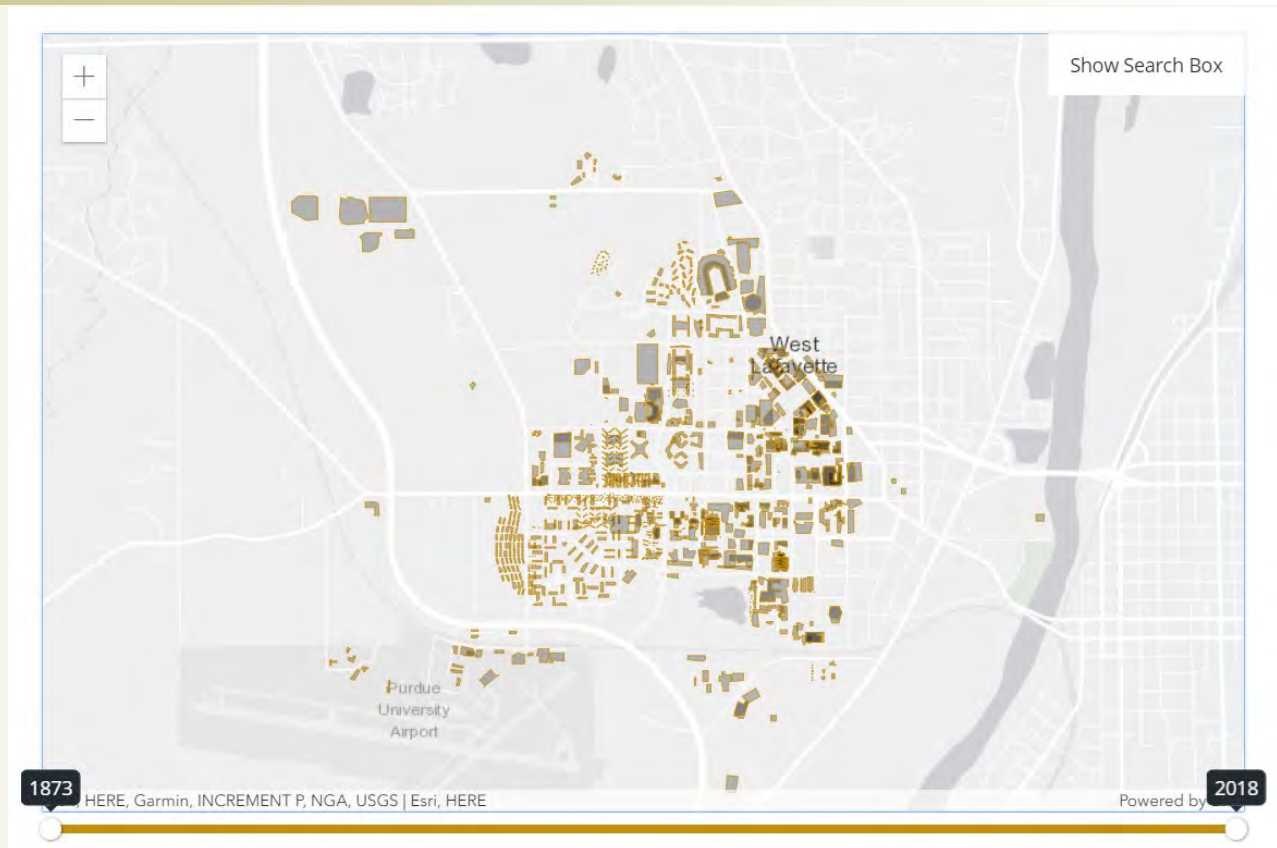 Show Search Box
+
−
West
Lafayette
Purdue
University
Airport
1873
2018
, HERE, Garmin, INCREMENT P, NGA, USGS | Esri, HERE
Powered by